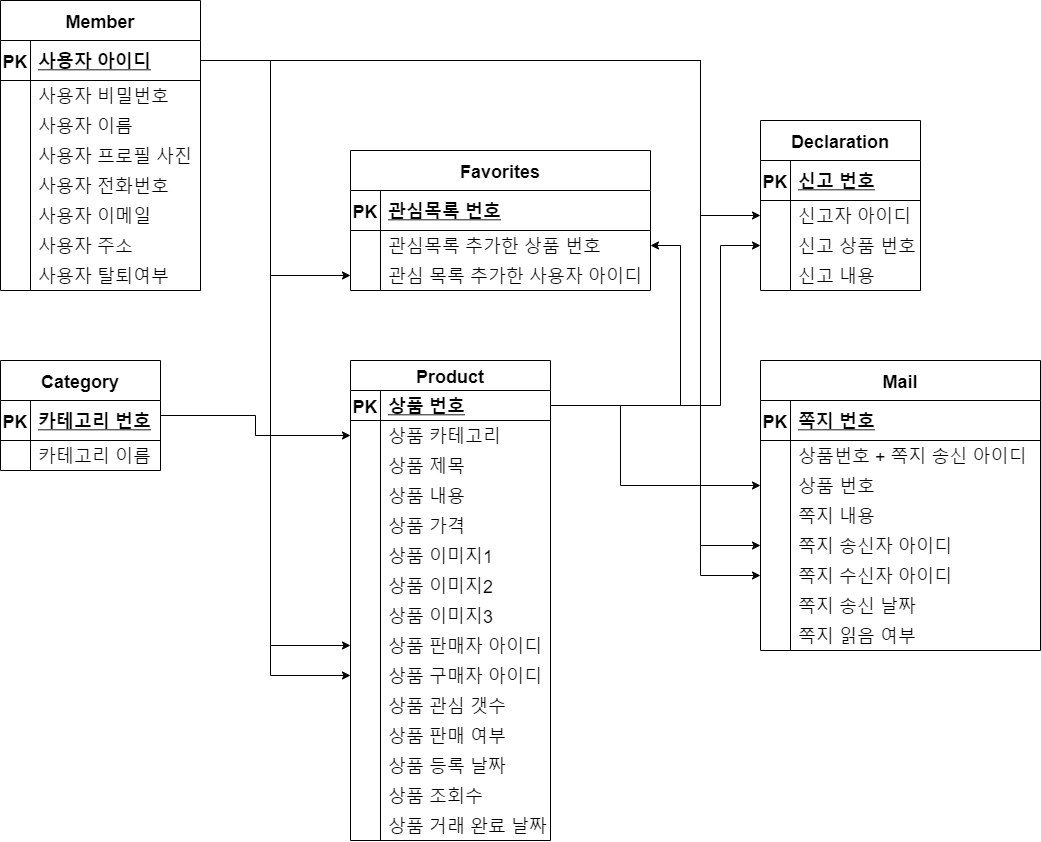 Member
PK 사용자 아이디
사용자 비밀번호
사용자 이름
사용자 프로필 사진
사용자 전화번호
사용자 이메일
사용자 주소
사용자 탈퇴여부
Favorites
PK 관심목록 번호
관심목록 추가한 상품 번호
관심 목록 추가한 사용자 아이디
Declaration
PK 신고 번호
신고자 아이디
신고 상품 번호
신고 내용
Category
PK 카테고리 번호
카테고리 이름
Product
PK 상품 번호
상품 카테고리
상품 제목
상품 내용
상품 가격
상품 이미지1
상품 이미지2
상품 이미지3
상품 판매자 아이디
상품 구매자 아이디
상품 관심 갯수
상품 판매 여부
상품 등록 날짜
상품 조회수
상품 거래 완료 날짜
Mail
PK 쪽지 번호
상품번호 + 쪽지 송신 아이디
상품 번호
쪽지 내용
쪽지 송신자 아이디
쪽지 수신자 아이디
쪽지 송신 날짜
쪽지 읽음 여부